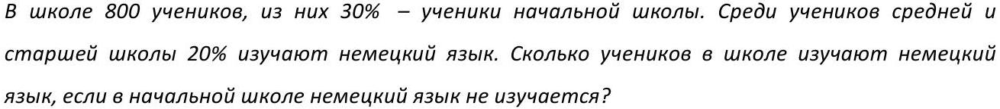 В школе 800 учеников, из них 30% – ученики начальной школы. Среди учеников средней и
старшей школы 20% изучают немецкий язык. Сколько учеников в школе изучают немецкий
язык, если в начальной школе немецкий язык не изучается?